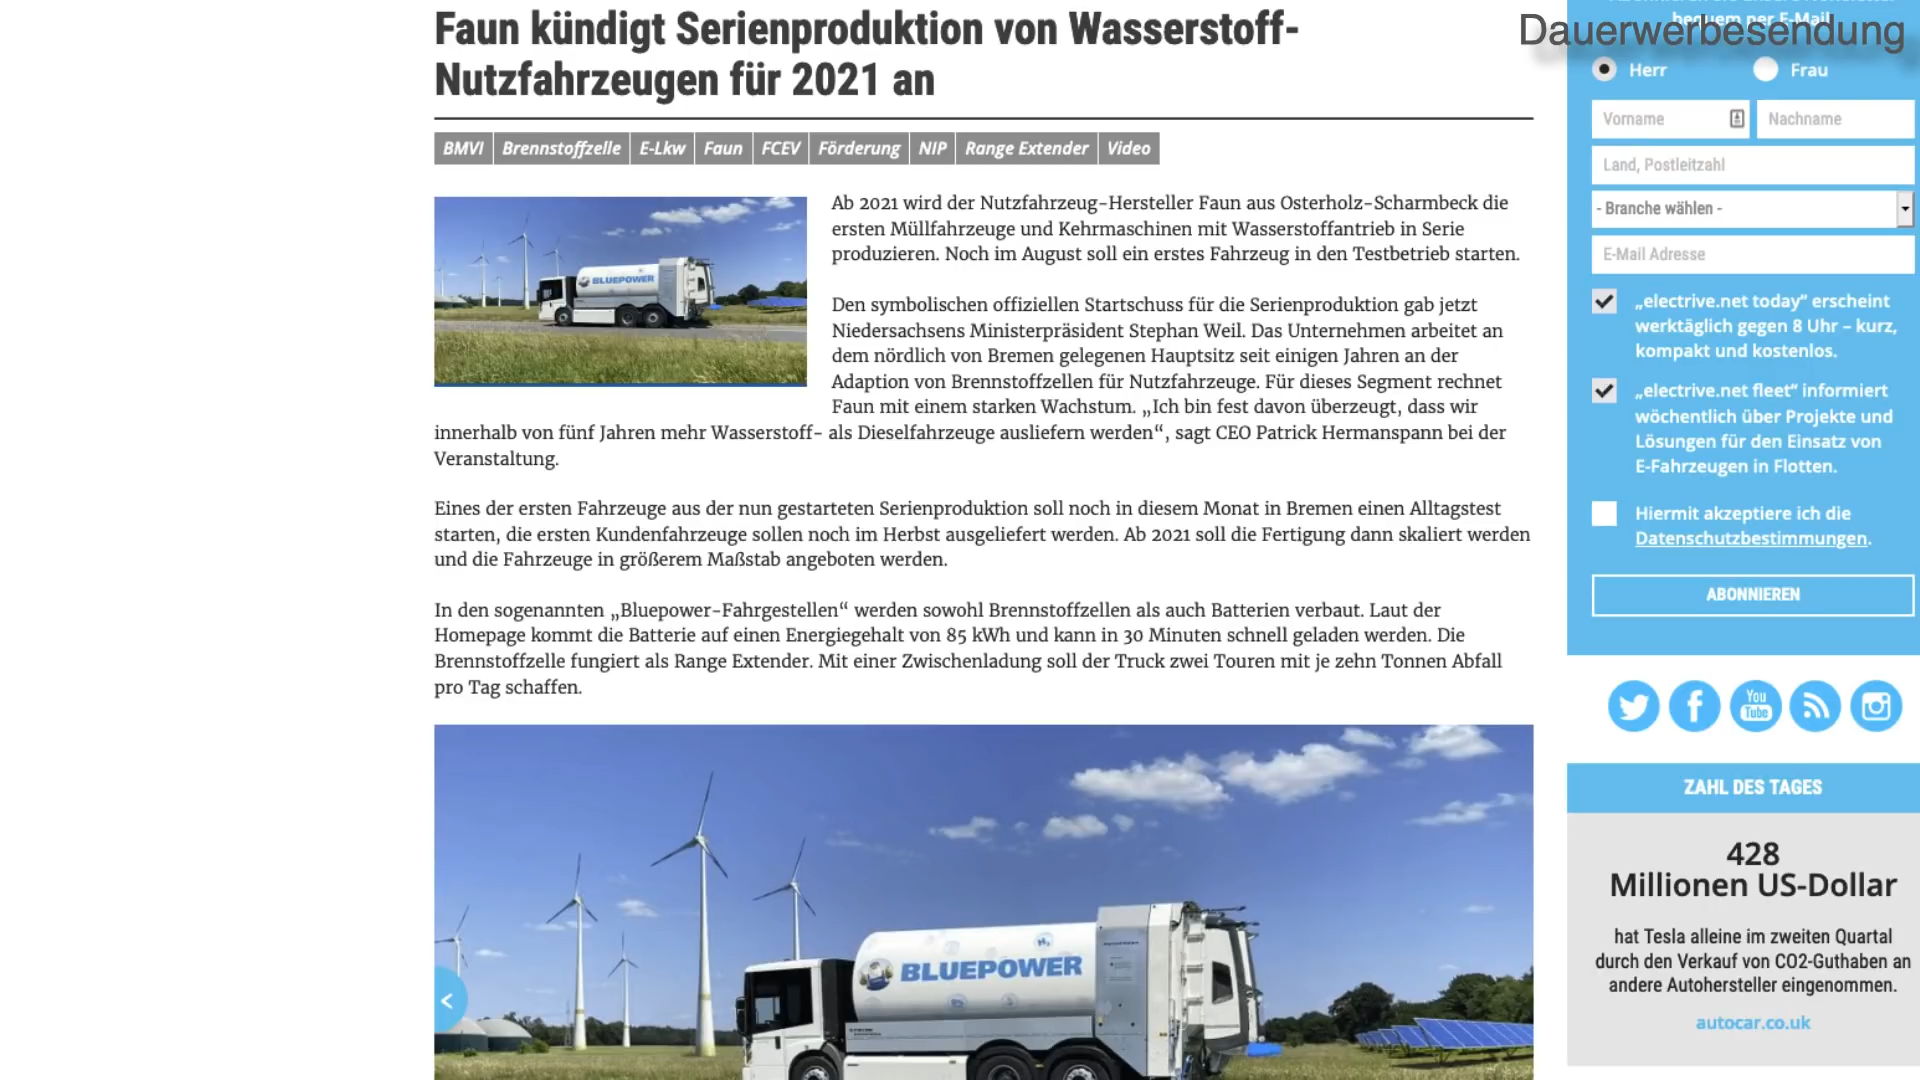 Faun kündigt Serienproduktion von Wasserstoff-
Nutzfahrzeugen für 2021 an
BMVI Brennstoffzelle E-Lkw Faun FCEV Förderung NIP Range Extender Video
BLUEPOWER
Ab 2021 wird der Nutzfahrzeug-Hersteller Faun aus Osterholz-Scharmbeck die
ersten Müllfahrzeuge und Kehrmaschinen mit Wasserstoffantrieb in Serie
produzieren. Noch im August soll ein erstes Fahrzeug in den Testbetrieb starten.
Den symbolischen offiziellen Startschuss für die Serienproduktion gab jetzt
Niedersachsens Ministerpräsident Stephan Weil. Das Unternehmen arbeitet an
dem nördlich von Bremen gelegenen Hauptsitz seit einigen Jahren an der
Adaption von Brennstoffzellen für Nutzfahrzeuge. Für dieses Segment rechnet
Faun mit einem starken Wachstum. „Ich bin fest davon überzeugt, dass wir
innerhalb von fünf Jahren mehr Wasserstoff- als Dieselfahrzeuge ausliefern werden“, sagt CEO Patrick Hermanspann bei der
Veranstaltung.
Eines der ersten Fahrzeuge aus der nun gestarteten Serienproduktion soll noch in diesem Monat in Bremen einen Alltagstest
starten, die ersten Kundenfahrzeuge sollen noch im Herbst ausgeliefert werden. Ab 2021 soll die Fertigung dann skaliert werden
und die Fahrzeuge in größerem Maßstab angeboten werden.
In den sogenannten „Bluepower-Fahrgestellen“ werden sowohl Brennstoffzellen als auch Batterien verbaut. Laut der
Homepage kommt die Batterie auf einen Energiegehalt von 85 kWh und kann in 30 Minuten schnell geladen werden. Die
Brennstoffzelle fungiert als Range Extender. Mit einer Zwischenladung soll der Truck zwei Touren mit je zehn Tonnen Abfall
pro Tag schaffen.
BLUEPOWER
H₂
<
bequem per E-Mail
Dauerwerbesendung
Herr Frau
Vorname Nachname
Land, Postleitzahl
- Branche wählen -
E-Mail Adresse
„electrive.net today“ erscheint
werktäglich gegen 8 Uhr – kurz,
kompakt und kostenlos.
„electrive.net fleet“ informiert
wöchentlich über Projekte und
Lösungen für den Einsatz von
E-Fahrzeugen in Flotten.
Hiermit akzeptiere ich die
Datenschutzbestimmungen.
ABONNIEREN
You
Tube
ZAHL DES TAGES
428
Millionen US-Dollar
hat Tesla alleine im zweiten Quartal
durch den Verkauf von CO2-Guthaben an
andere Autohersteller eingenommen.
autocar.co.uk